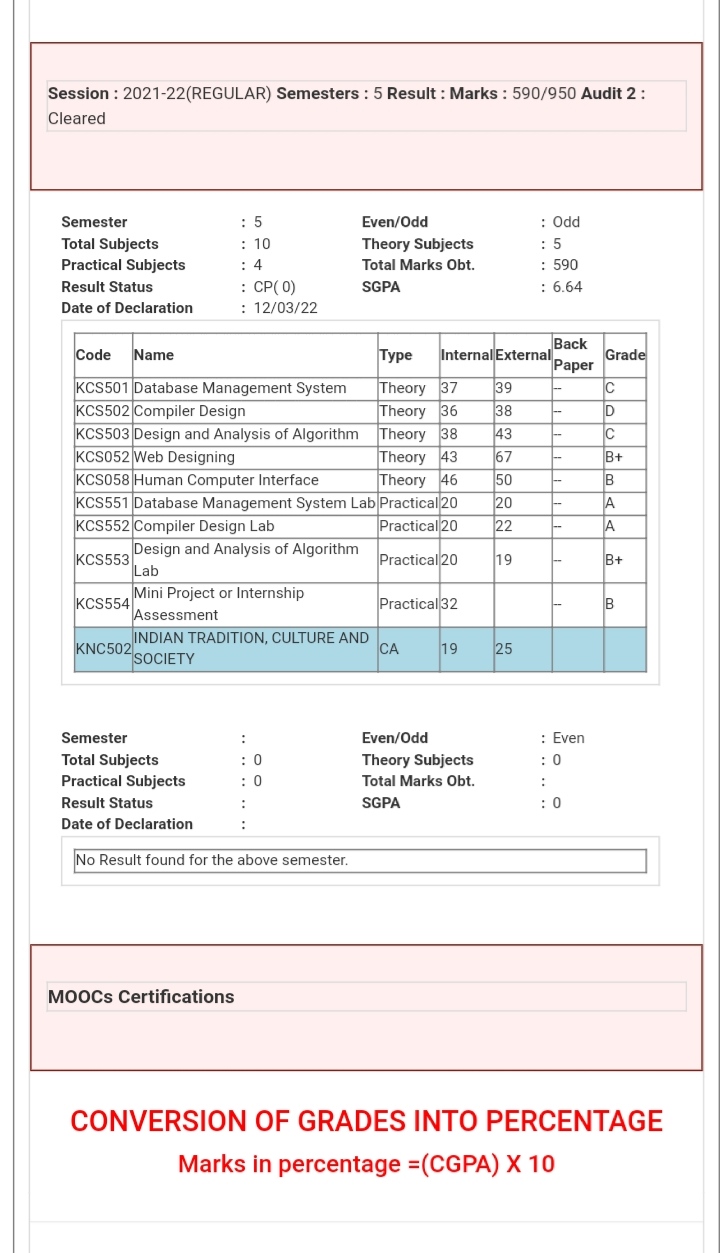 Session : 2021-22(REGULAR) Semesters : 5 Result : Marks : 590/950 Audit 2 :
Cleared
Semester : 5 Even/Odd : Odd
Total Subjects : 10 Theory Subjects : 5
Practical Subjects : 4 Total Marks Obt. : 590
Result Status : CP( 0) SGPA : 6.64
Date of Declaration : 12/03/22
Code Name Type Internal External Back Paper Grade
KCS501 Database Management System Theory 37 39 -- C
KCS502 Compiler Design Theory 36 38 -- D
KCS503 Design and Analysis of Algorithm Theory 38 43 -- C
KCS052 Web Designing Theory 43 67 -- B+
KCS058 Human Computer Interface Theory 46 50 -- B
KCS551 Database Management System Lab Practical 20 20 -- A
KCS552 Compiler Design Lab Practical 20 22 -- A
KCS553 Design and Analysis of Algorithm Lab Practical 20 19 -- B+
KCS554 Mini Project or Internship Assessment Practical 32 -- B
KNC502 INDIAN TRADITION, CULTURE AND SOCIETY CA 19 25
Semester : Even/Odd : Even
Total Subjects : 0 Theory Subjects : 0
Practical Subjects : 0 Total Marks Obt. :
Result Status : SGPA : 0
Date of Declaration :
No Result found for the above semester.
MOOCs Certifications
CONVERSION OF GRADES INTO PERCENTAGE
Marks in percentage =(CGPA) X 10